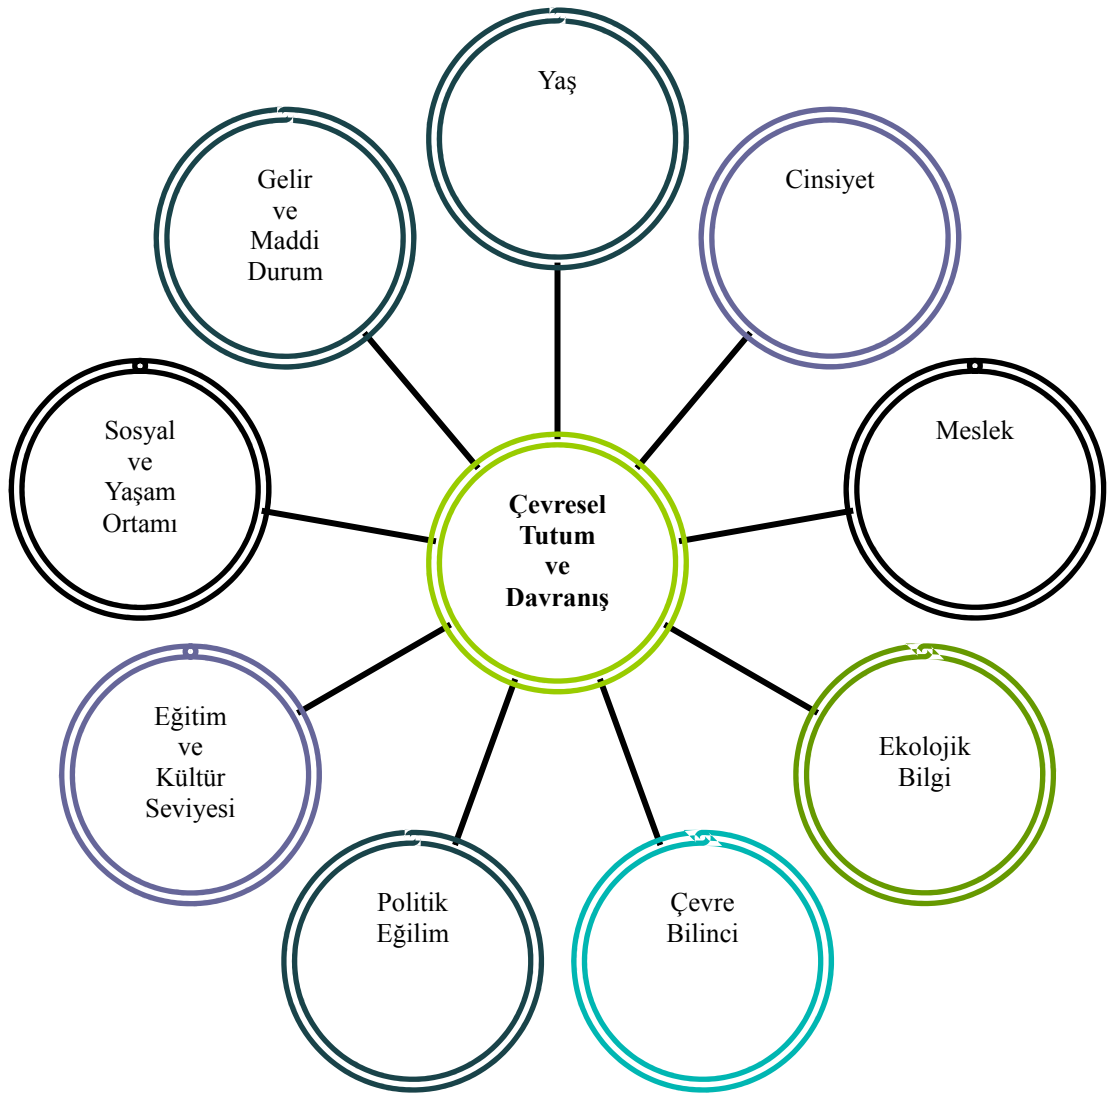 Yaş
Cinsiyet
Meslek
Ekolojik
Bilgi
Çevre
Bilinci
Politik
Eğilim
Eğitim
ve
Kültür
Seviyesi
Sosyal
ve
Yaşam
Ortamı
Gelir
ve
Maddi
Durum
Çevresel
Tutum
ve
Davranış